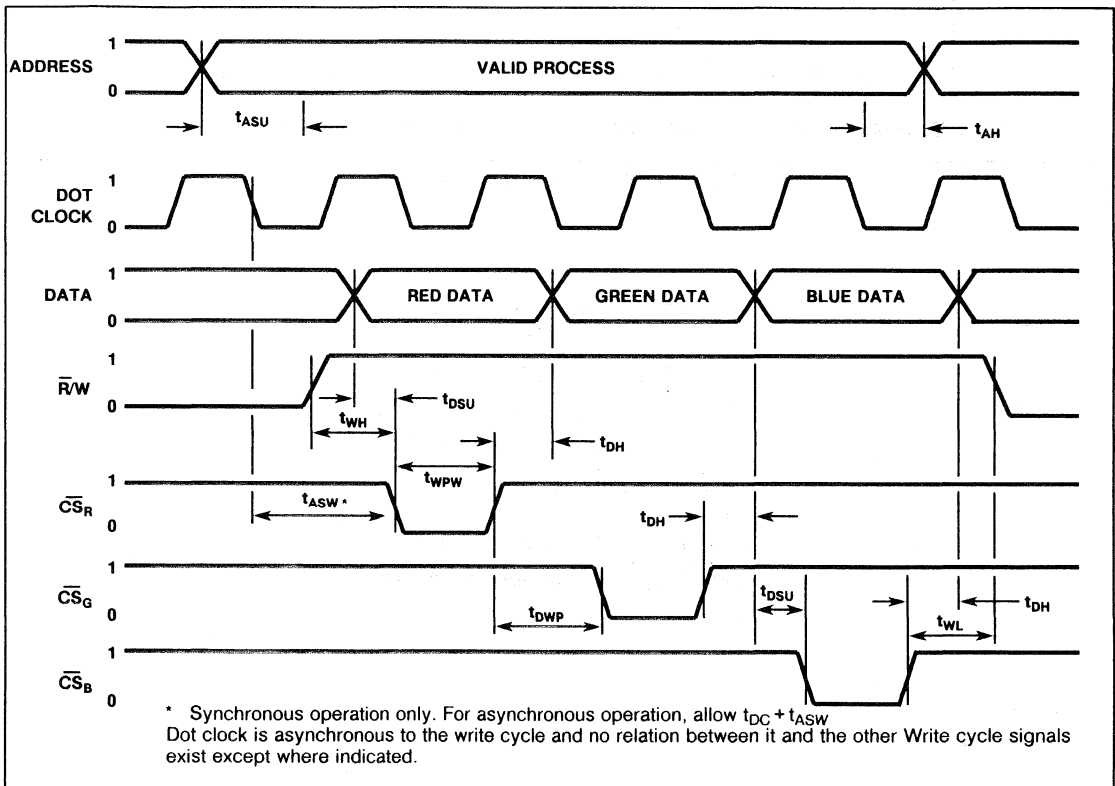 1
ADDRESS
VALID PROCESS
0
tASU
tAH
1
DOT
CLOCK
0
1
DATA
RED DATA
GREEN DATA
BLUE DATA
0
1
R̅/W
0
tDSU
tWH
tDH
tWPW
1
C̅S̅R
tASW *
0
tDH
1
C̅S̅G
0
tDSU
tDH
tDWP
tWL
1
C̅S̅B
0
* Synchronous operation only. For asynchronous operation, allow tDC + tASW
Dot clock is asynchronous to the write cycle and no relation between it and the other Write cycle signals
exist except where indicated.